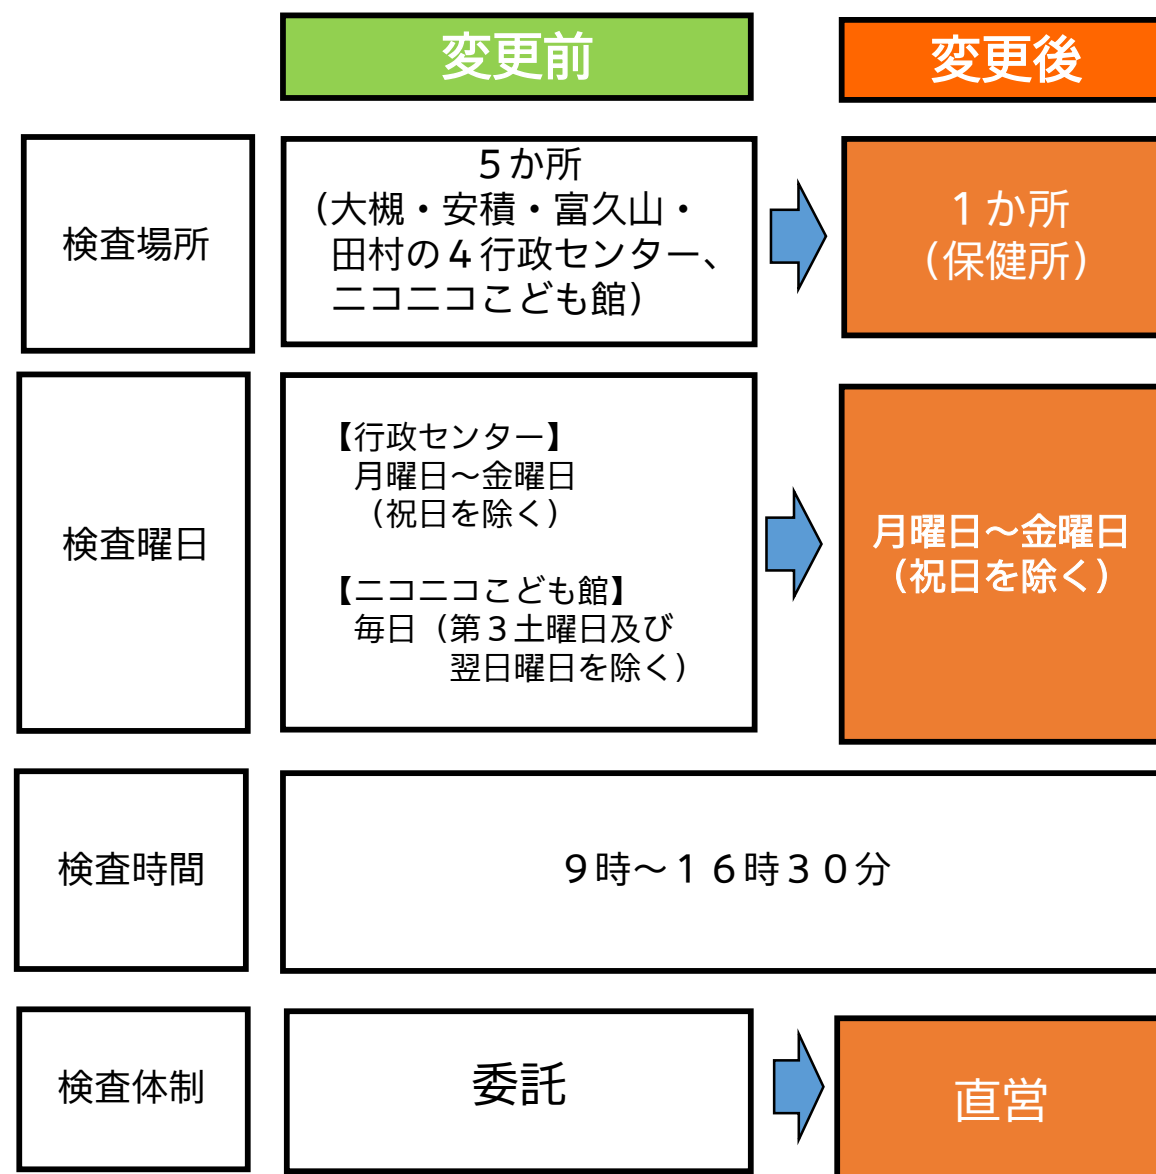 変更前
変更後
検査場所
５か所
（大槻・安積・富久山・
田村の４行政センター、
ニコニコこども館）
１か所
（保健所）
検査曜日
【行政センター】
月曜日～金曜日
（祝日を除く）
【ニコニコこども館】
毎日（第３土曜日及び
翌日曜日を除く）
月曜日～金曜日
（祝日を除く）
検査時間
９時～１６時３０分
検査体制
委託
直営